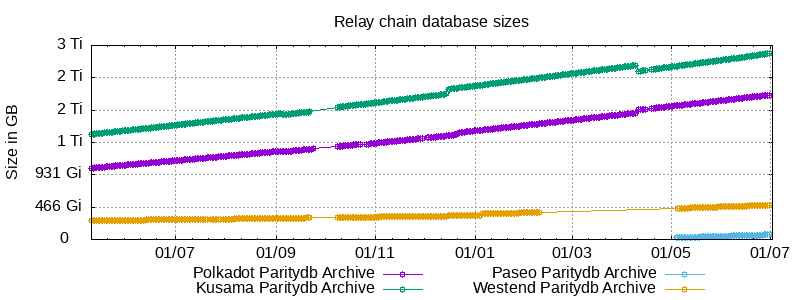 Relay chain database sizes
3 Ti
2 Ti
2 Ti
1 Ti
931 Gi
466 Gi
0
Size in GB
01/07 01/09 01/11 01/01 01/03 01/05 01/07
Polkadot Paritydb Archive Paseo Paritydb Archive
Kusama Paritydb Archive Westend Paritydb Archive